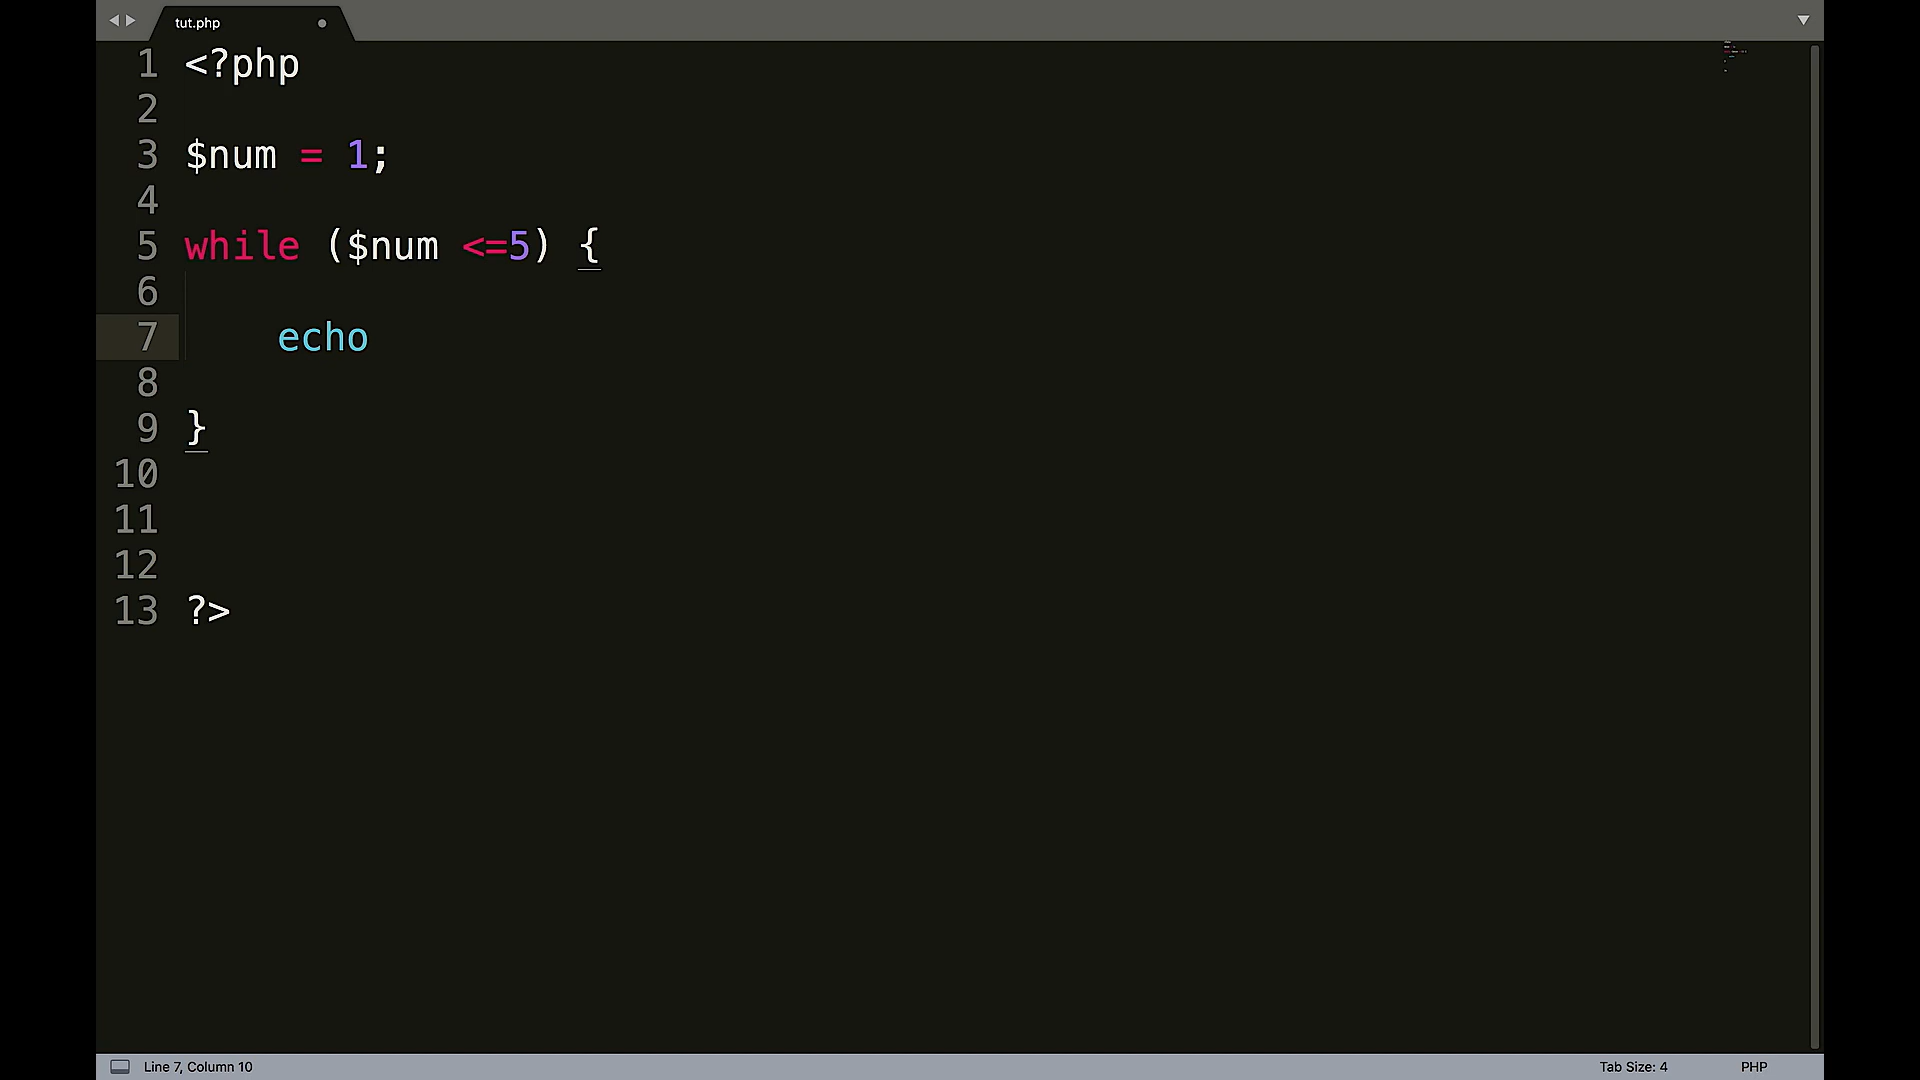 tut.php
1 <?php
2
3 $num = 1;
4
5 while ($num <=5) {
6
7     echo
8
9 }
10
11
12
13 ?>
Line 7, Column 10
Tab Size: 4
PHP